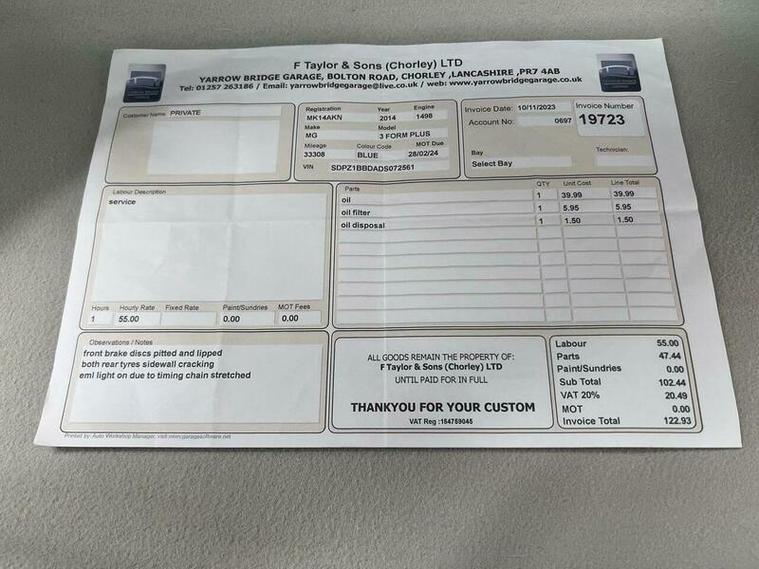 F Taylor & Sons (Chorley) LTD
YARROW BRIDGE GARAGE, BOLTON ROAD, CHORLEY ,LANCASHIRE ,PR7 4AB
Tel: 01257 263186 / Email: yarrowbridgegarage@live.co.uk / web: www.yarrowbridgegarage.co.uk
Customer Name PRIVATE
Registration Year Engine
MK14AKN 2014 1498
Make Model
MG 3 FORM PLUS
Mileage Colour Code MOT Due
33308 BLUE 28/02/24
VIN SDPZ1BBDADS072561
Invoice Date: 10/11/2023 Invoice Number
Account No: 0697 19723
Bay Technician:
Select Bay
Labour Description
service
Hours Hourly Rate Fixed Rate Paint/Sundries MOT Fees
1 55.00 0.00 0.00
Parts QTY Unit Cost Line Total
oil 1 39.99 39.99
oil filter 1 5.95 5.95
oil disposal 1 1.50 1.50
Observations / Notes
front brake discs pitted and lipped
both rear tyres sidewall cracking
eml light on due to timing chain stretched
ALL GOODS REMAIN THE PROPERTY OF:
F Taylor & Sons (Chorley) LTD
UNTIL PAID FOR IN FULL
THANKYOU FOR YOUR CUSTOM
VAT Reg :154759045
Labour 55.00
Parts 47.44
Paint/Sundries 0.00
Sub Total 102.44
VAT 20% 20.49
MOT 0.00
Invoice Total 122.93
Printed by: Auto Workshop Manager, visit www.garagesoftware.net